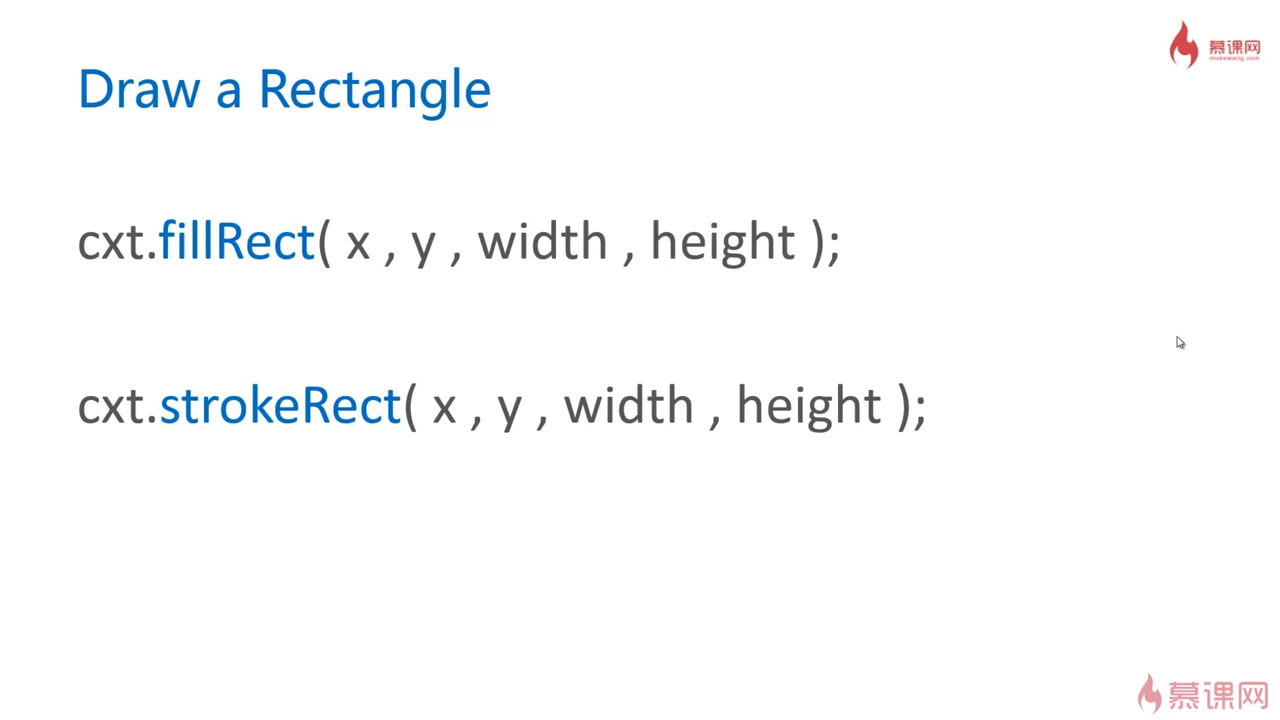 慕课网
mukewang.com
Draw a Rectangle
cxt.fillRect( x , y , width , height );
cxt.strokeRect( x , y , width , height );
慕课网